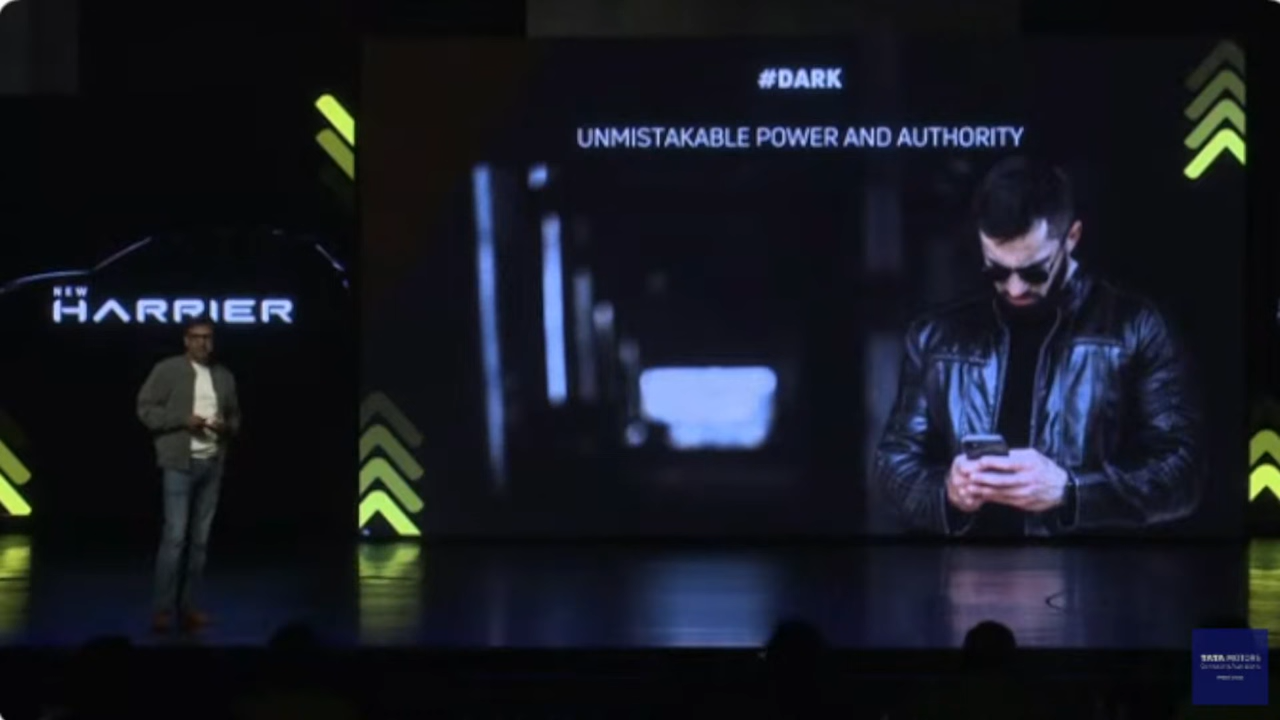 #DARK
UNMISTAKABLE POWER AND AUTHORITY
NEW
HARRIER
TATA MOTORS